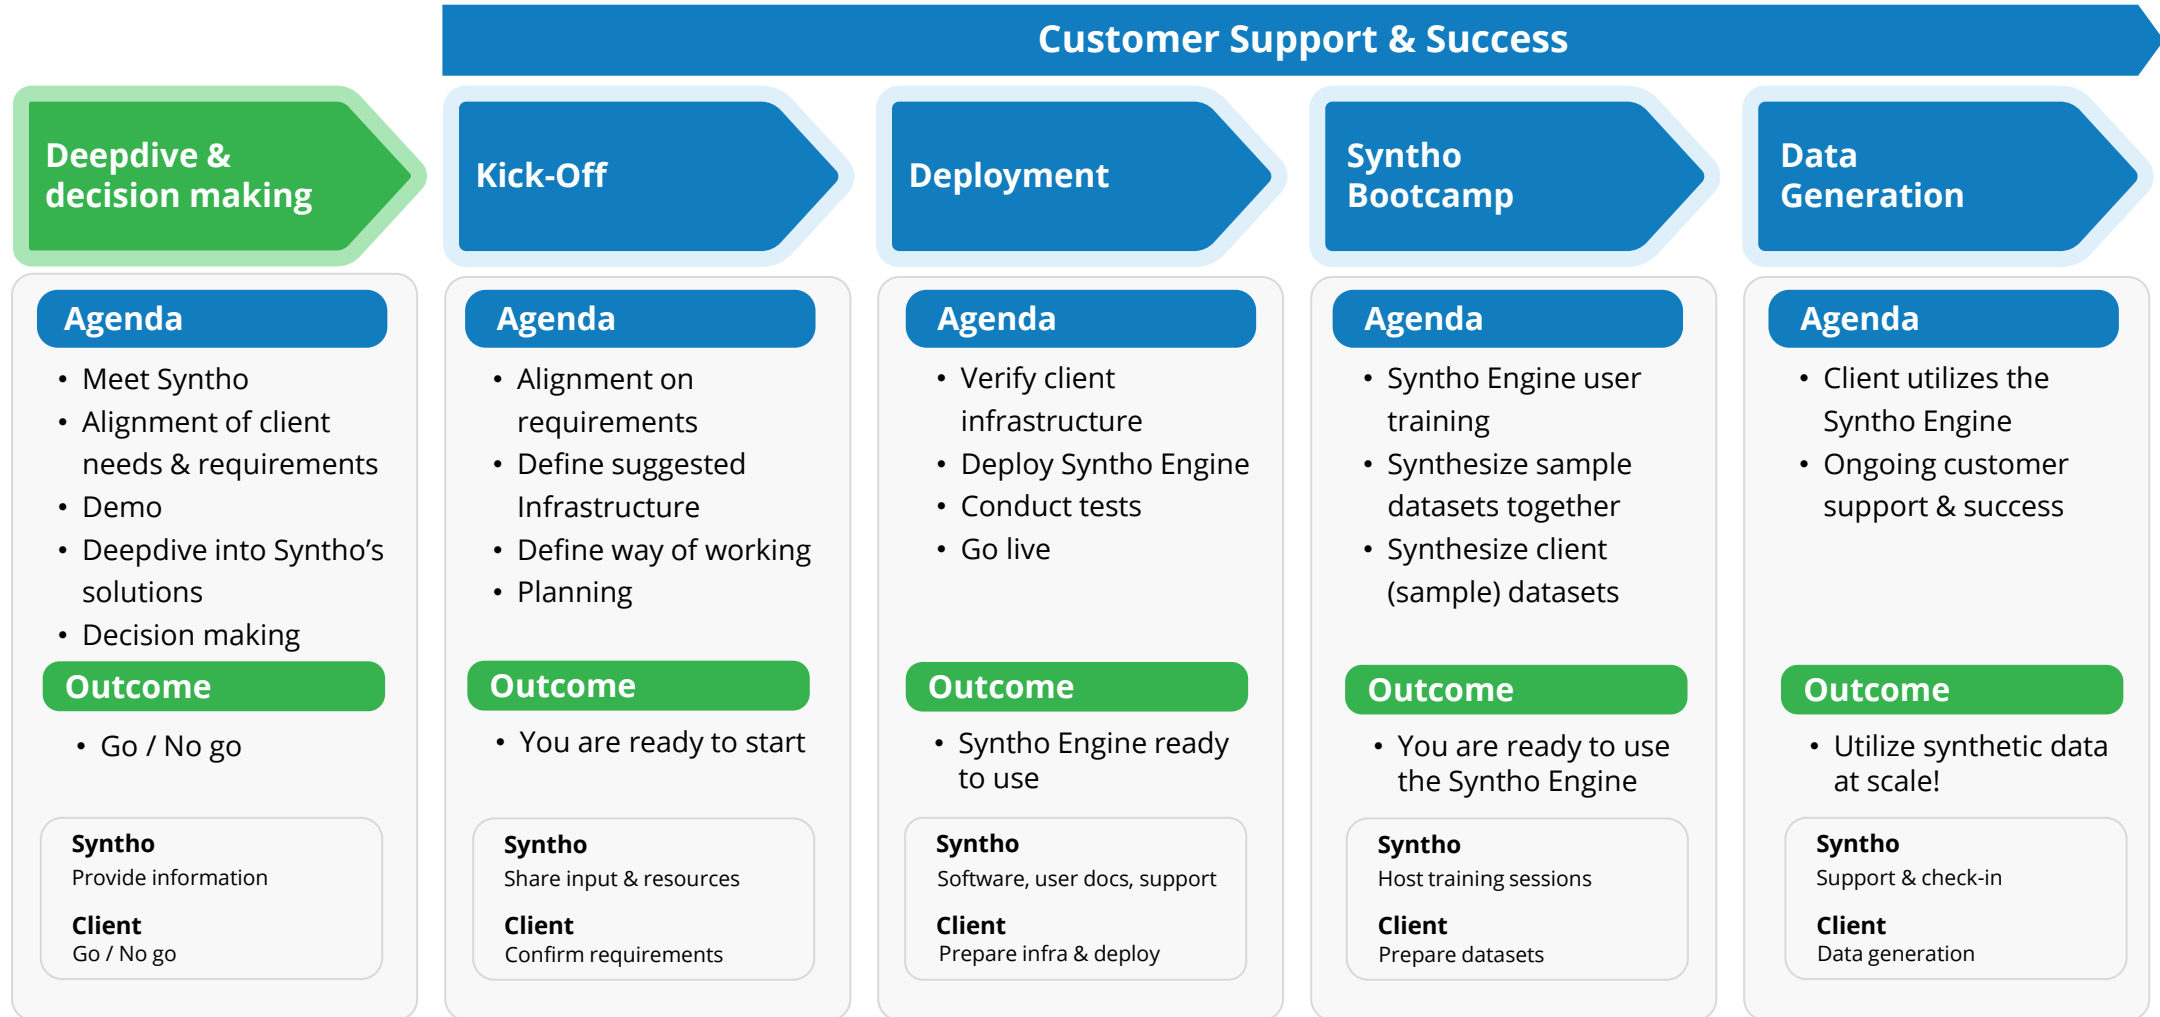 Customer Support & Success
Deepdive &
decision making
Kick-Off
Deployment
Syntho
Bootcamp
Data
Generation
Agenda
• Meet Syntho
• Alignment of client
needs & requirements
• Demo
• Deepdive into Syntho’s
solutions
• Decision making
Outcome
• Go / No go
Syntho
Provide information
Client
Go / No go
Agenda
• Alignment on
requirements
• Define suggested
Infrastructure
• Define way of working
• Planning
Outcome
• You are ready to start
Syntho
Share input & resources
Client
Confirm requirements
Agenda
• Verify client
infrastructure
• Deploy Syntho Engine
• Conduct tests
• Go live
Outcome
• Syntho Engine ready
to use
Syntho
Software, user docs, support
Client
Prepare infra & deploy
Agenda
• Syntho Engine user
training
• Synthesize sample
datasets together
• Synthesize client
(sample) datasets
Outcome
• You are ready to use
the Syntho Engine
Syntho
Host training sessions
Client
Prepare datasets
Agenda
• Client utilizes the
Syntho Engine
• Ongoing customer
support & success
Outcome
• Utilize synthetic data
at scale!
Syntho
Support & check-in
Client
Data generation